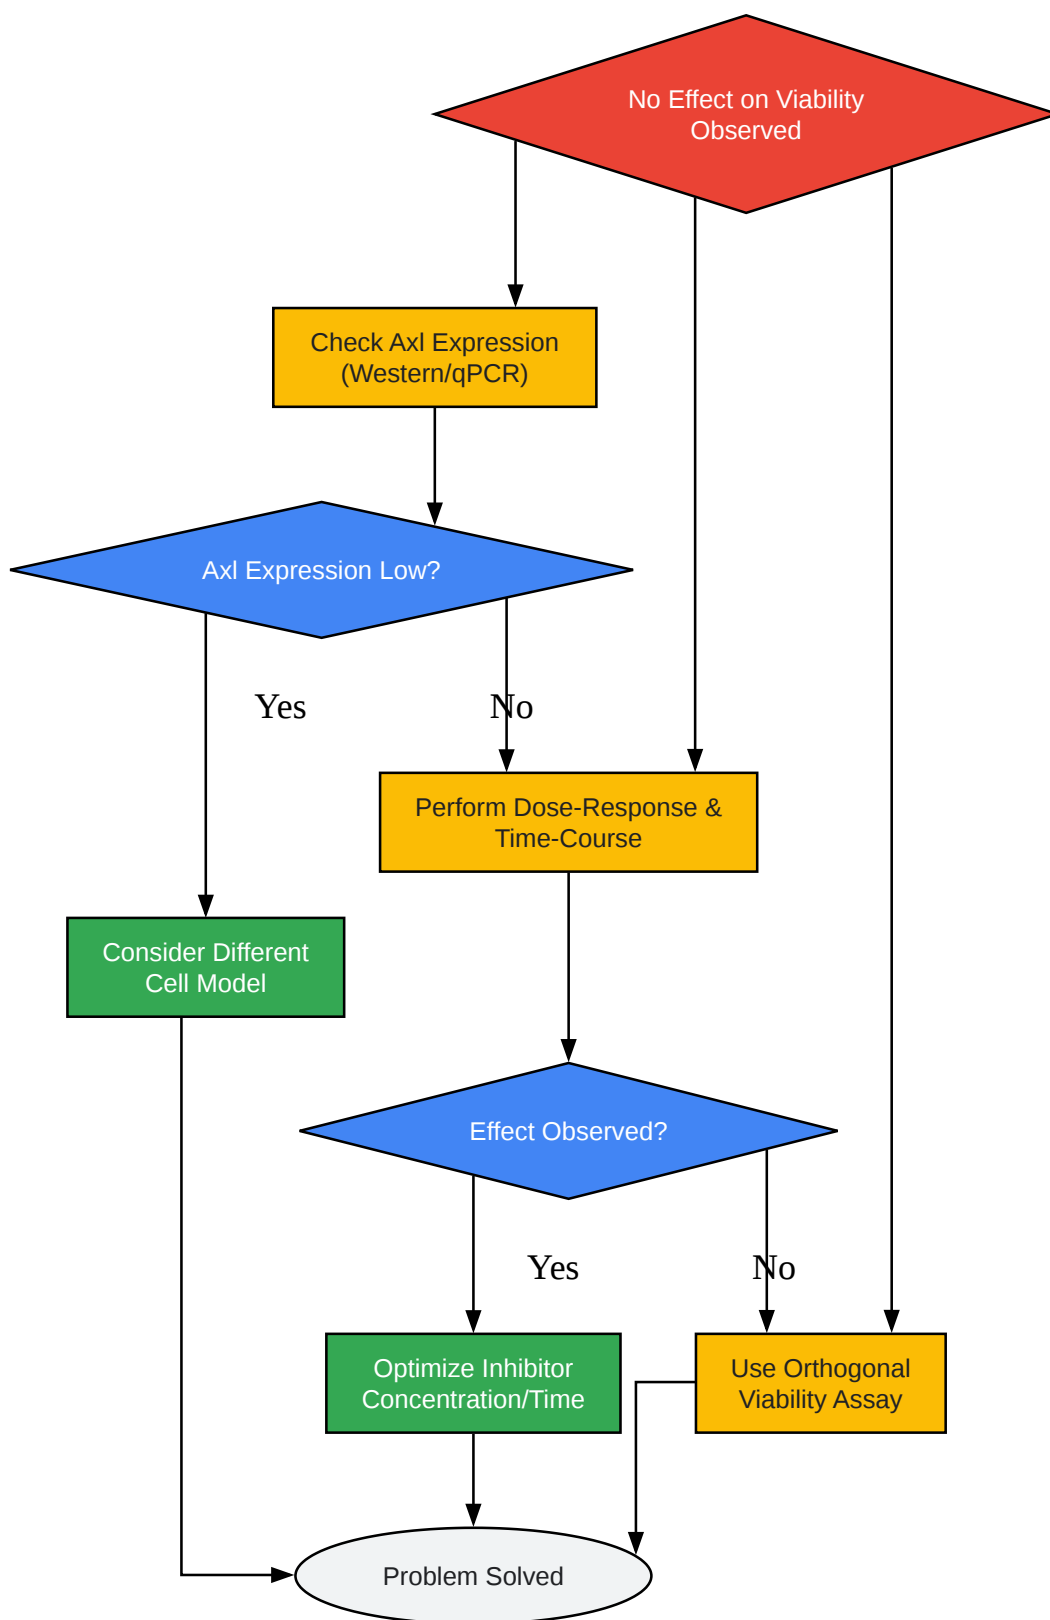 No Effect on Viability
Observed
Check Axl Expression
(Western/qPCR)
Axl Expression Low?
Yes
No
Perform Dose-Response &
Time-Course
Consider Different
Cell Model
Effect Observed?
Yes
No
Optimize Inhibitor
Concentration/Time
Use Orthogonal
Viability Assay
Problem Solved